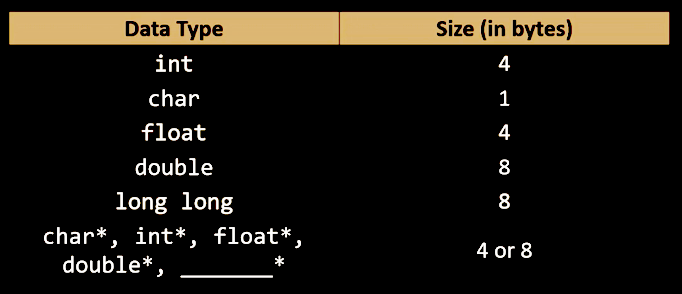 Data Type Size (in bytes)
int 4
char 1
float 4
double 8
long long 8
char*, int*, float*,
double*, _______* 4 or 8